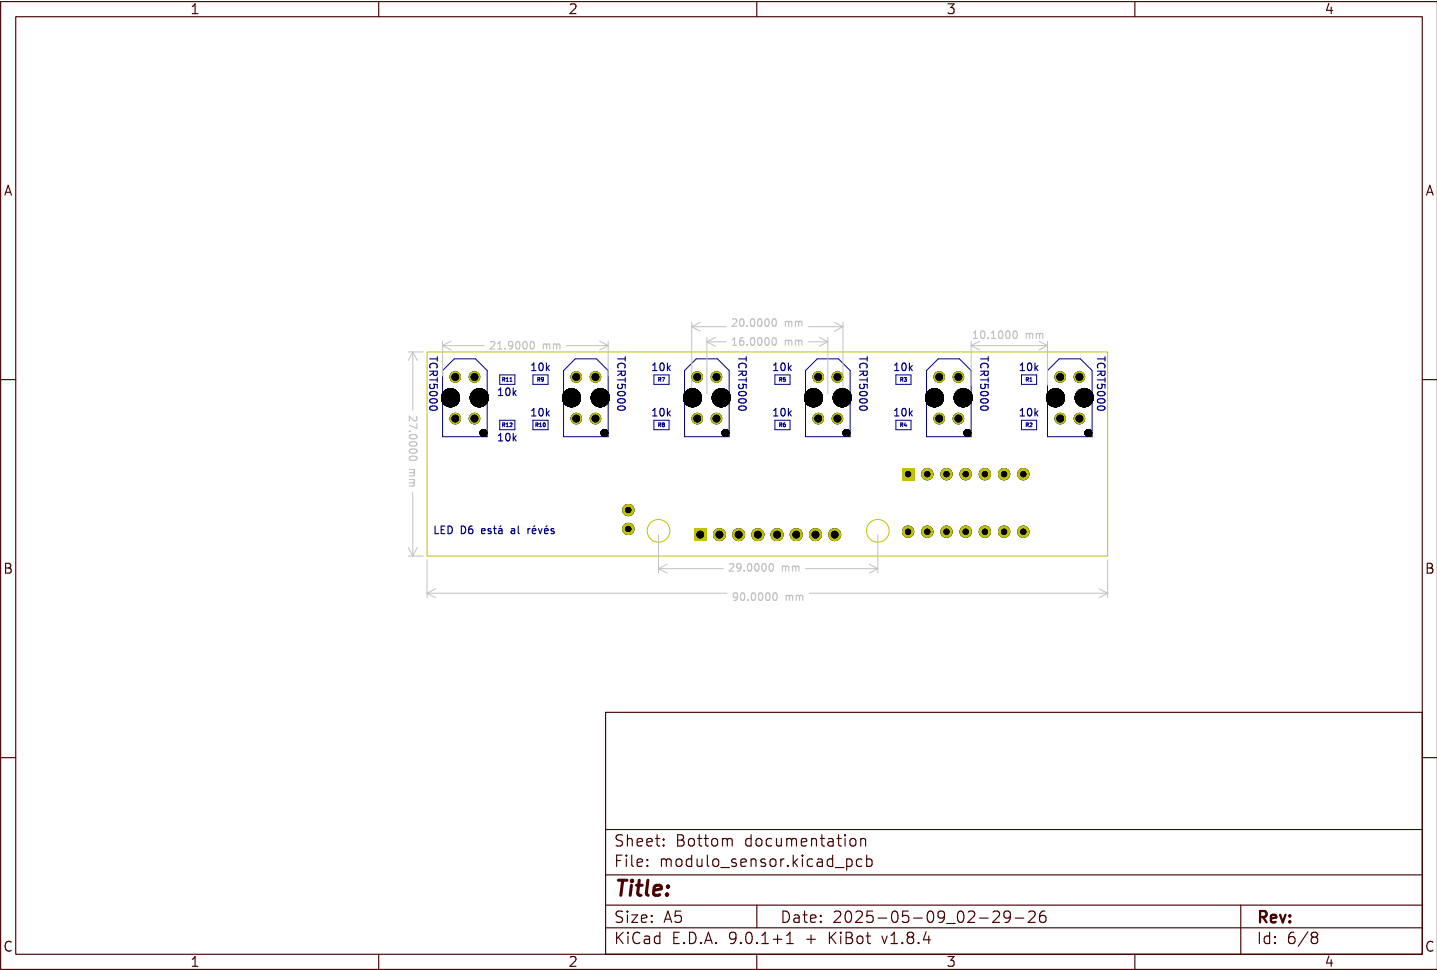 1 2 3 4
20.0000 mm
10.1000 mm
16.0000 mm
21.9000 mm
TCRT5000 TCRT5000 TCRT5000 TCRT5000 TCRT5000 TCRT5000
10k 10k 10k 10k 10k
R11 R9 R7 R5 R3 R1
10k
10k 10k 10k 10k 10k
R12 R10 R8 R6 R4 R2
10k
27.0000 mm
LED D6 está al révés
29.0000 mm
90.0000 mm
A A
B B
C C
Sheet: Bottom documentation
File: modulo_sensor.kicad_pcb
Title:
Size: A5 Date: 2025-05-09_02-29-26 Rev:
KiCad E.D.A. 9.0.1+1 + KiBot v1.8.4 Id: 6/8
1 2 3 4